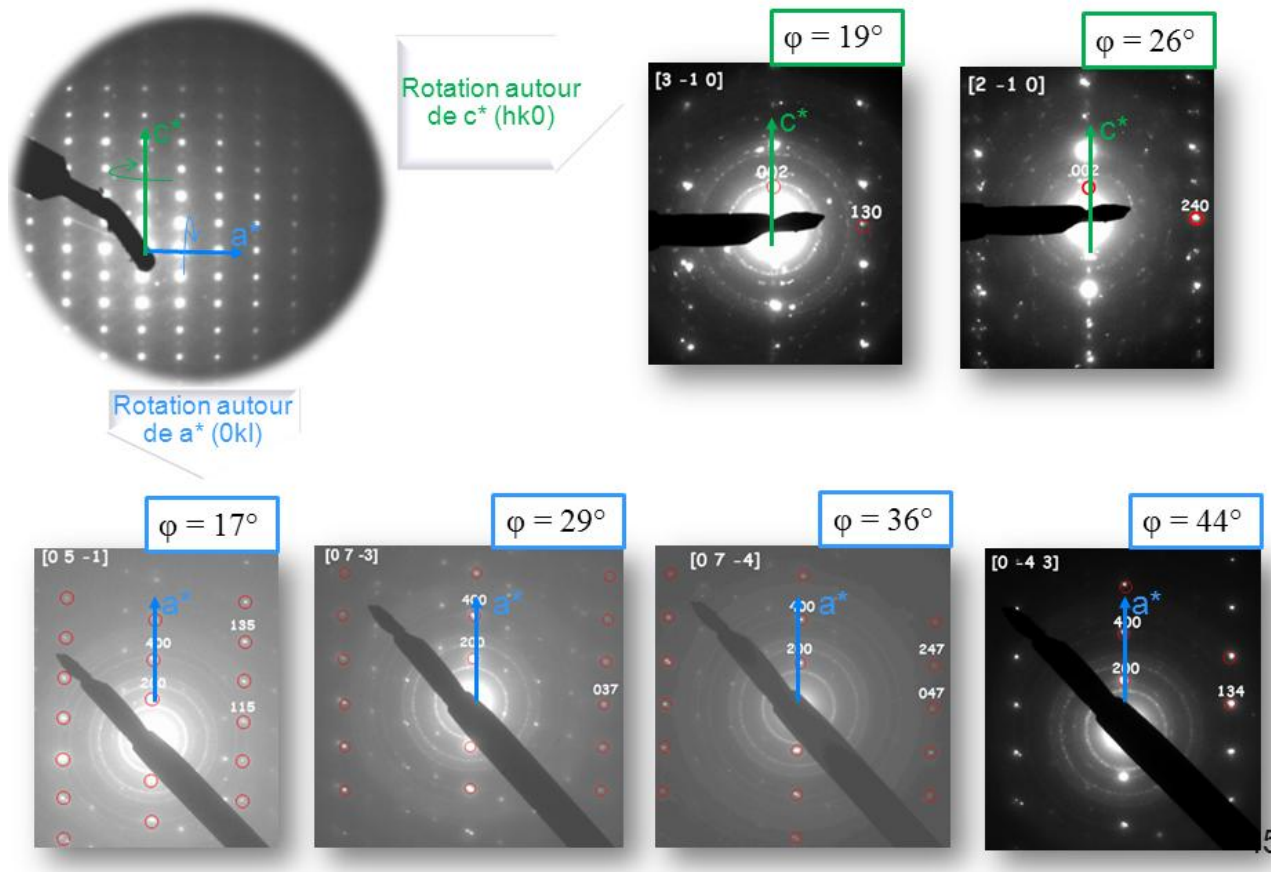 c*
a*
Rotation autour
de c* (hk0)
φ = 19°
[3 -1 0]
c*
002
130
φ = 26°
[2 -1 0]
c*
002
240
Rotation autour
de a* (0kl)
φ = 17°
[0 5 -1]
a*
135
400
200
115
φ = 29°
[0 7 -3]
a*
400
200
037
φ = 36°
[0 7 -4]
a*
400
200
247
047
φ = 44°
[0 -4 3]
a*
400
200
134